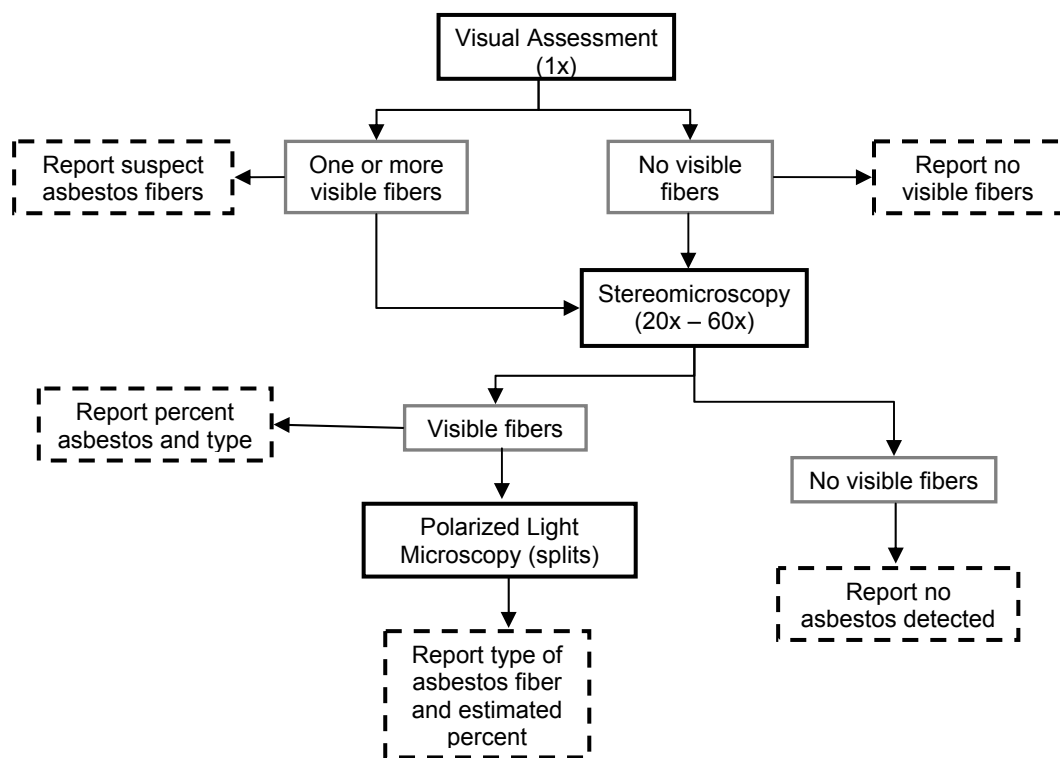 Visual Assessment
(1x)
Report suspect
asbestos fibers
One or more
visible fibers
No visible
fibers
Report no
visible fibers
Stereomicroscopy
(20x – 60x)
Report percent
asbestos and type
Visible fibers
No visible fibers
Polarized Light
Microscopy (splits)
Report no
asbestos detected
Report type of
asbestos fiber
and estimated
percent